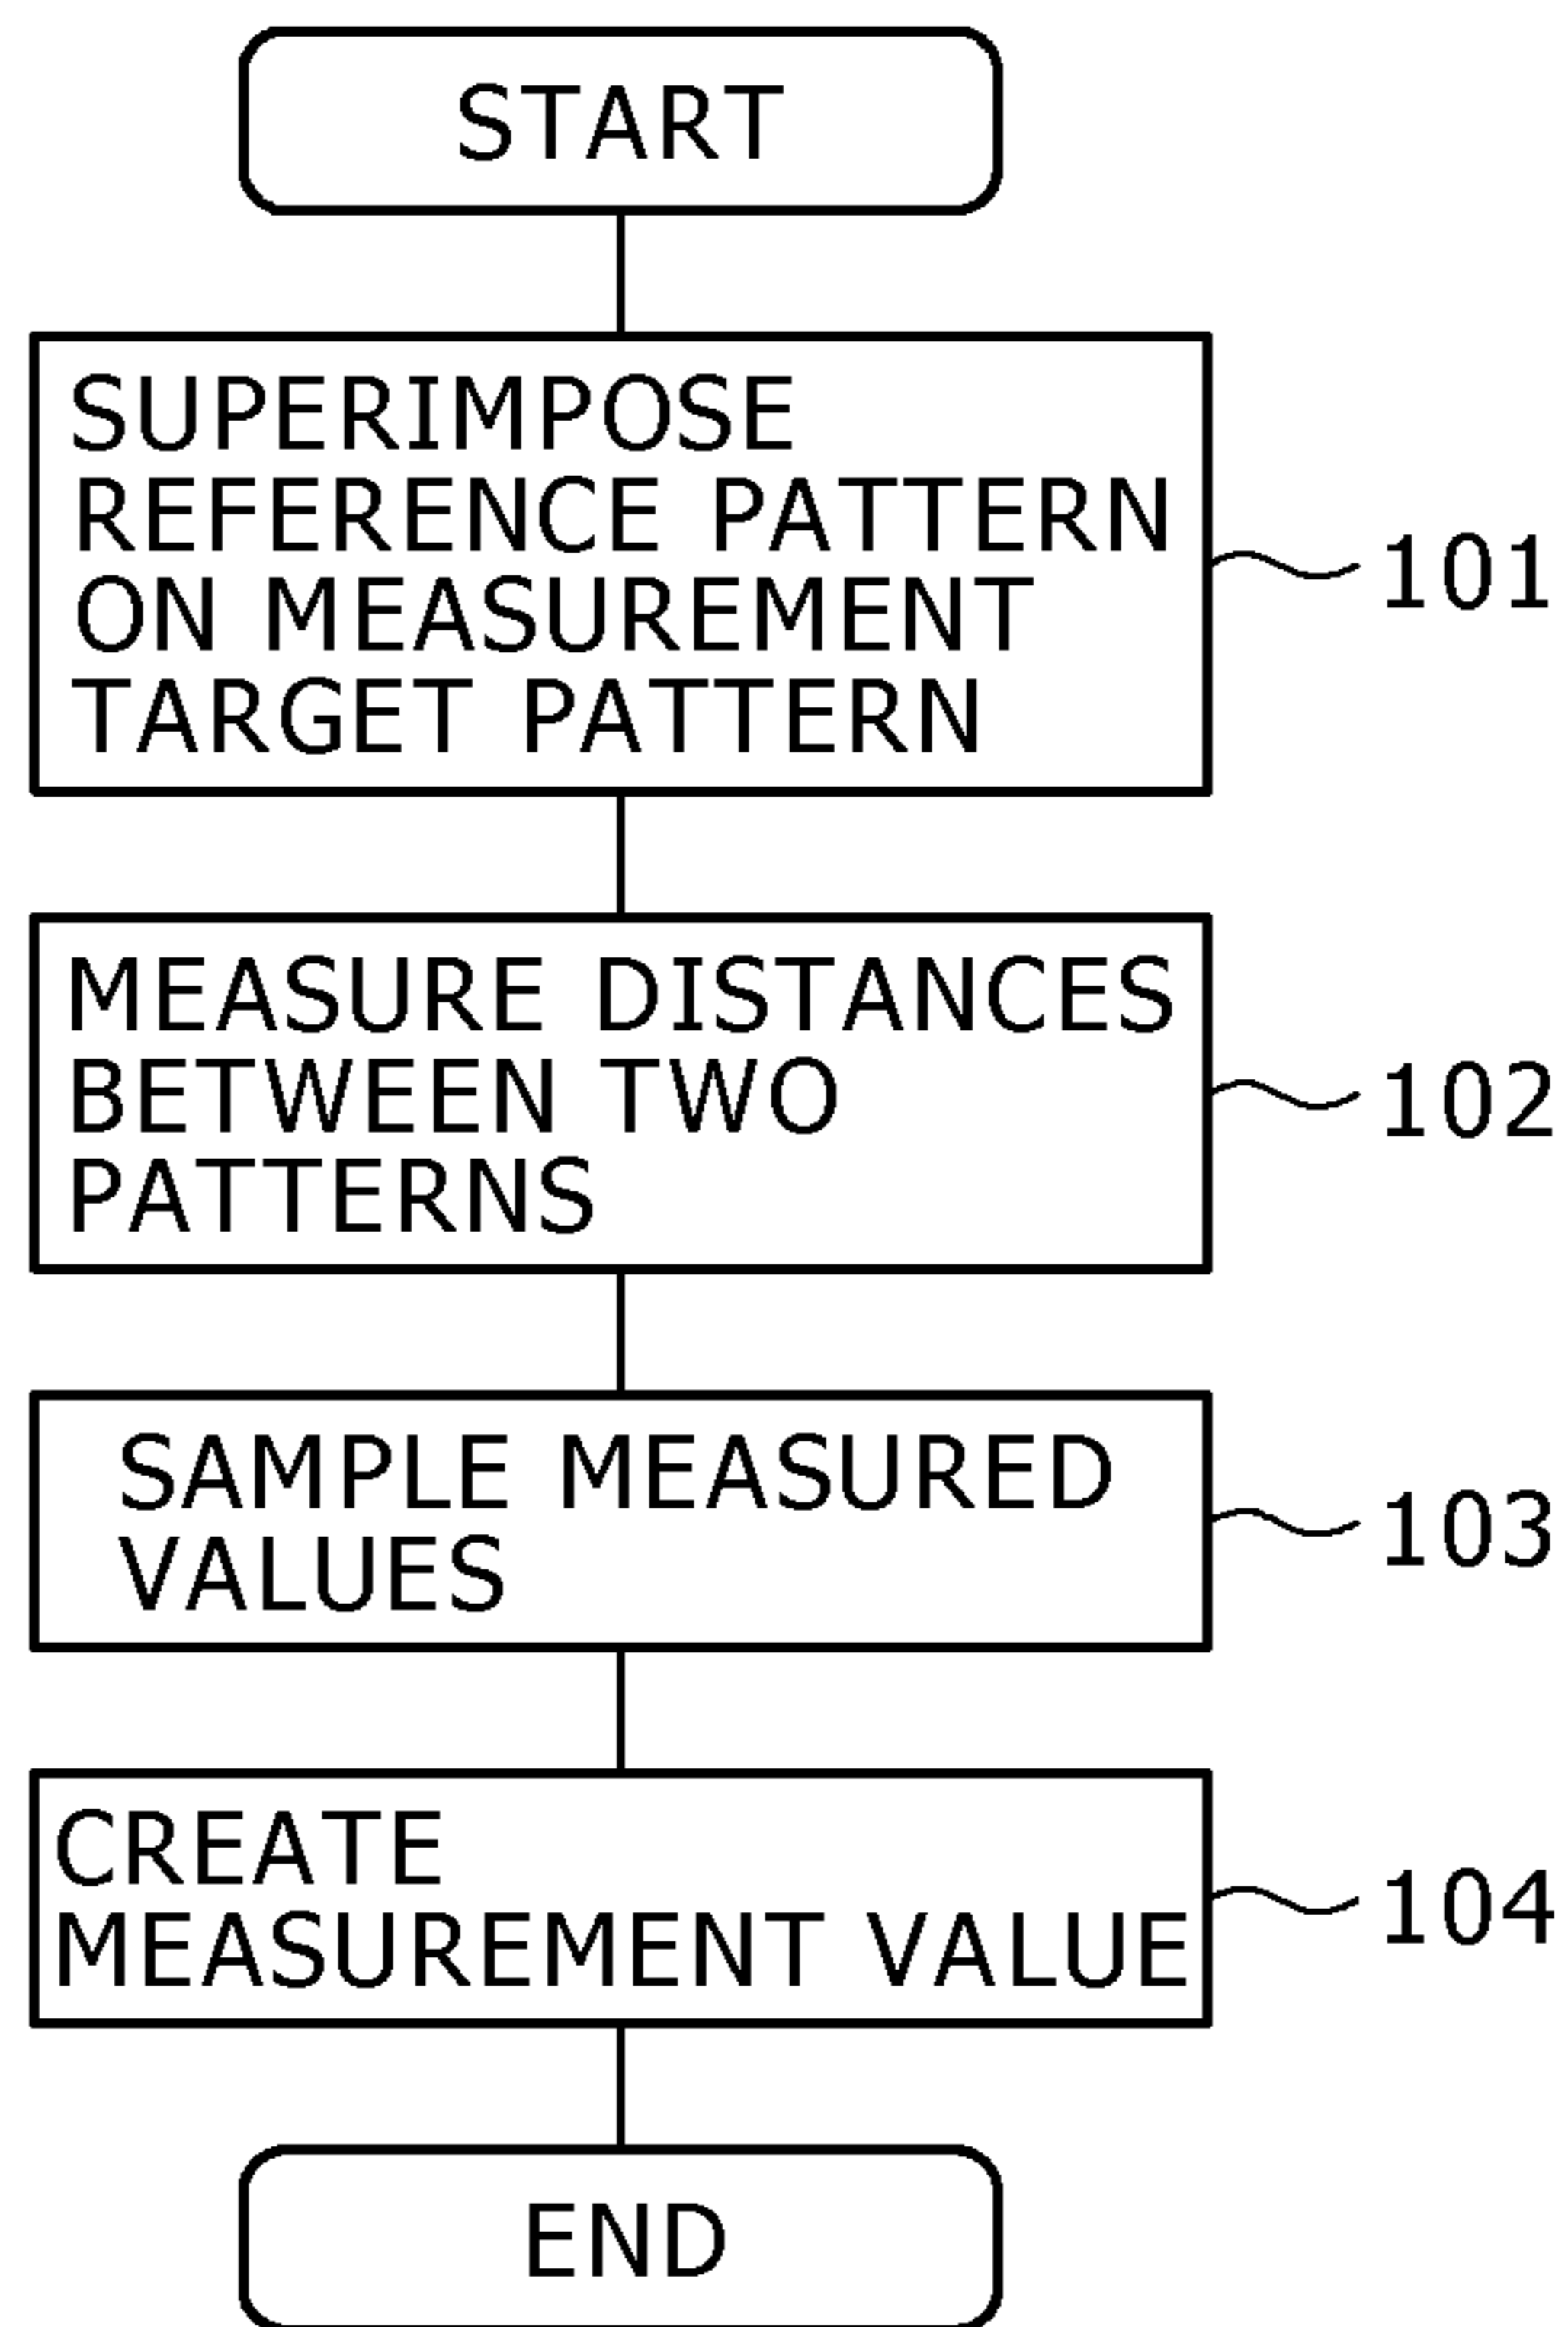 START
SUPERIMPOSE
REFERENCE PATTERN
ON MEASUREMENT
TARGET PATTERN
101
MEASURE DISTANCES
BETWEEN TWO
PATTERNS
102
SAMPLE MEASURED
VALUES
103
CREATE
MEASUREMENT VALUE
104
END